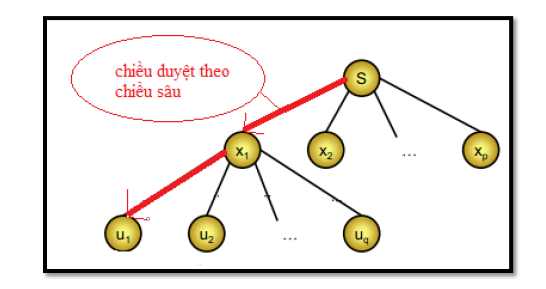 chiều duyệt theo
chiều sâu
S
x1
x2
...
xp
u1
u2
...
uq